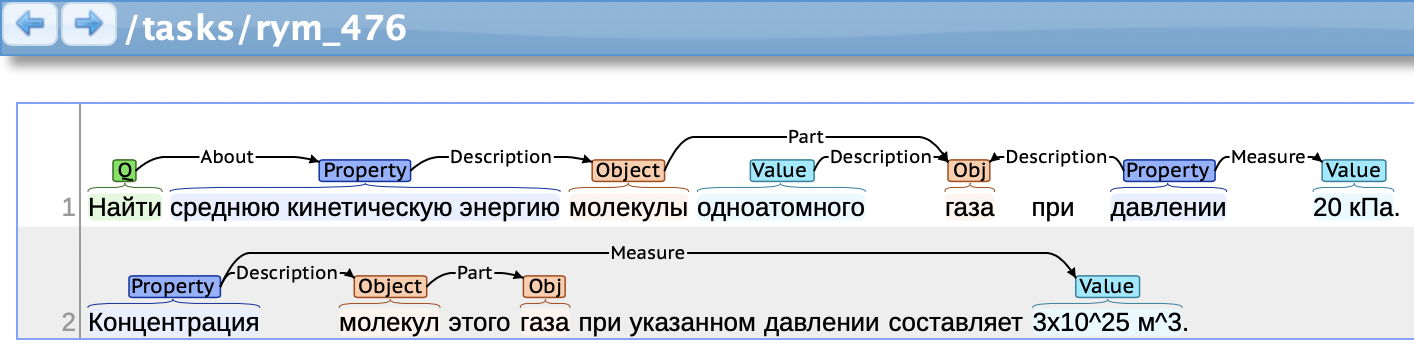 /tasks/rym_476
Part
About Description Description Description Measure
Q Property Object Value Obj Property Value
1 Найти среднюю кинетическую энергию молекулы одноатомного газа при давлении 20 кПа.
Measure
Description Part
Property Object Obj Value
2 Концентрация молекул этого газа при указанном давлении составляет 3x10^25 м^3.